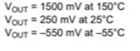 VOUT = 1500 mV at 150°C
VOUT = 250 mV at 25°C
VOUT = –550 mV at –55°C